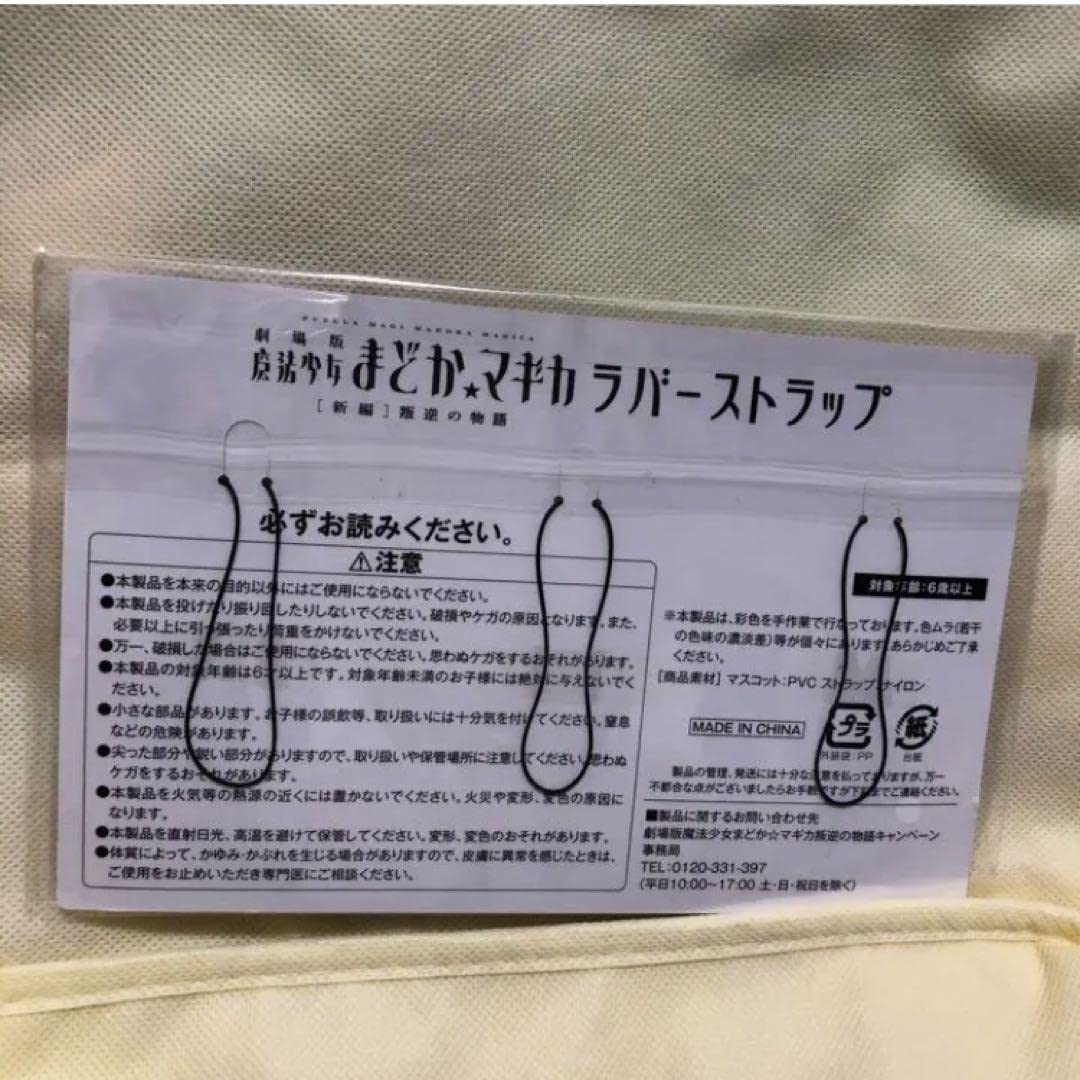 PUELLA MAGI MADOKA MAGICA
劇場版
魔法少女まどか★マギカ ラバーストラップ
[新編]叛逆の物語
必ずお読みください。
⚠注意
●本製品を本来の目的以外にはご使用にならないでください。
●本製品を投げたり振り回したりしないでください。破損やケガの原因となります。また、
必要以上に引っ張ったり荷重をかけないでください。
●万一、破損した場合はご使用にならないでください。思わぬケガをするおそれがあります。
●本製品の対象年齢は6才以上です。対象年齢未満のお子様には絶対に与えないでく
ださい。
●小さな部品があります。お子様の誤飲等、取り扱いには十分気を付けてください。窒息
などの危険があります。
●尖った部分や鋭い部分がありますので、取り扱いや保管場所に注意してください。思わぬ
ケガをするおそれがあります。
●本製品を火気等の熱源の近くには置かないでください。火災や変形、変色の原因に
なります。
●本製品を直射日光、高温を避けて保管してください。変形、変色のおそれがあります。
●体質によって、かゆみ・かぶれを生じる場合がありますので、皮膚に異常を感じたときは、
ご使用をお止めいただき専門医にご相談ください。
対象年齢:6歳以上
※本製品は、彩色を手作業で行なっております。色ムラ(若干
の色味の濃淡差)等が個々にあります。あらかじめご了承
ください。
[商品素材] マスコット:PVC ストラップ:ナイロン
MADE IN CHINA
プラ
外装袋:PP
紙
台紙
製品の管理、発送には十分な注意を払っておりますが、万一
不都合な点がございましたらお手数ですが下記までご連絡ください。
■製品に関するお問い合わせ先
劇場版魔法少女まどか☆マギカ叛逆の物語キャンペーン
事務局
TEL:0120-331-397
(平日10:00〜17:00 土・日・祝日を除く)